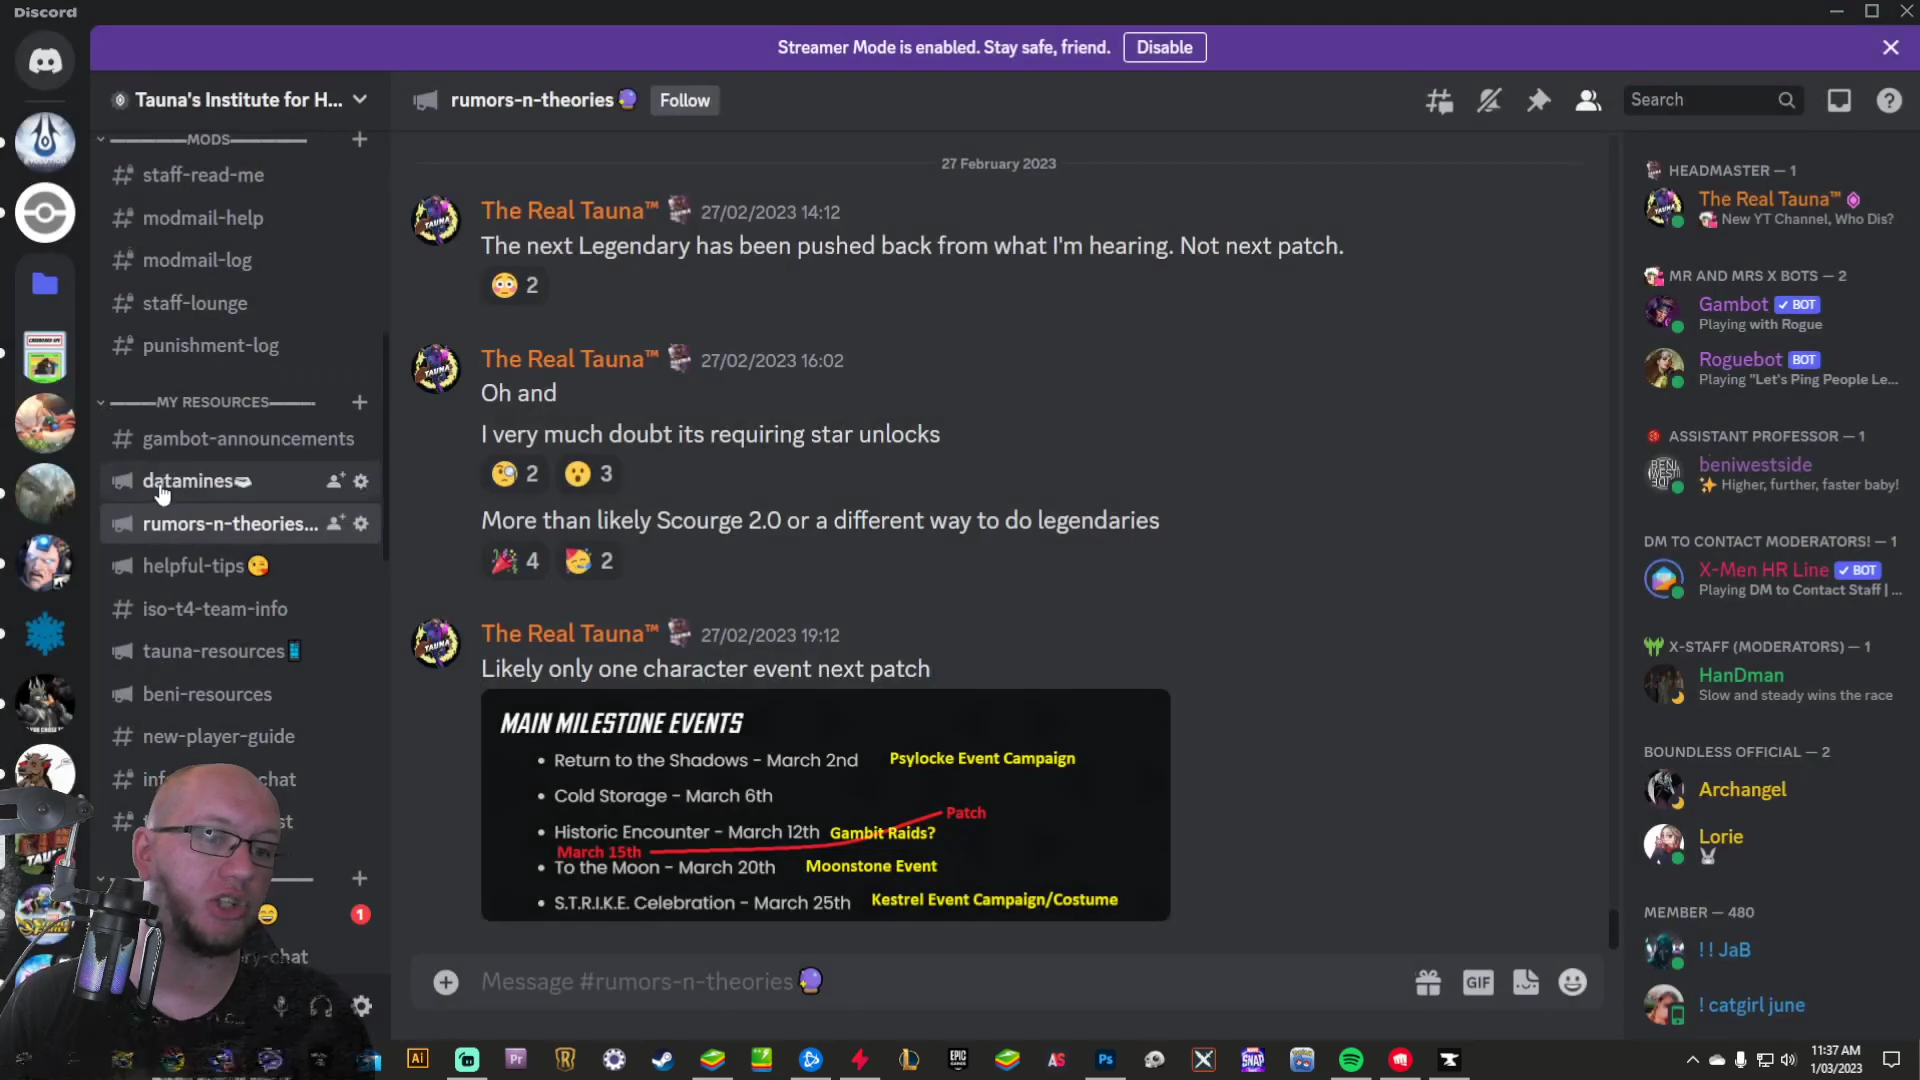 Discord
Streamer Mode is enabled. Stay safe, friend.
Disable
Tauna's Institute for H...
MODS
staff-read-me
modmail-help
modmail-log
staff-lounge
punishment-log
MY RESOURCES
gambot-announcements
datamines
rumors-n-theories...
helpful-tips😘
iso-t4-team-info
tauna-resources
beni-resources
new-player-guide
1
rumors-n-theories🔮
Follow
Search
27 February 2023
The Real Tauna™ 27/02/2023 14:12
The next Legendary has been pushed back from what I'm hearing. Not next patch.
😳 2
The Real Tauna™ 27/02/2023 16:02
Oh and
I very much doubt its requiring star unlocks
🧐 2 😮 3
More than likely Scourge 2.0 or a different way to do legendaries
🎉 4 🥳 2
The Real Tauna™ 27/02/2023 19:12
Likely only one character event next patch
MAIN MILESTONE EVENTS
• Return to the Shadows - March 2nd Psylocke Event Campaign
• Cold Storage - March 6th
Patch
• Historic Encounter - March 12th Gambit Raids?
March 15th
• To the Moon - March 20th Moonstone Event
• S.T.R.I.K.E. Celebration - March 25th Kestrel Event Campaign/Costume
Message #rumors-n-theories🔮
GIF
HEADMASTER — 1
The Real Tauna™
New YT Channel, Who Dis?
MR AND MRS X BOTS — 2
Gambot ✓ BOT
Playing with Rogue
Roguebot BOT
Playing "Let's Ping People Le...
ASSISTANT PROFESSOR — 1
beniwestside
✨ Higher, further, faster baby!
DM TO CONTACT MODERATORS! — 1
X-Men HR Line ✓ BOT
Playing DM to Contact Staff | ...
X-STAFF (MODERATORS) — 1
HanDman
Slow and steady wins the race
BOUNDLESS OFFICIAL — 2
Archangel
Lorie
MEMBER — 480
! ! JaB
! catgirl june
Ai
Pr
AS
Ps
11:37 AM
1/03/2023